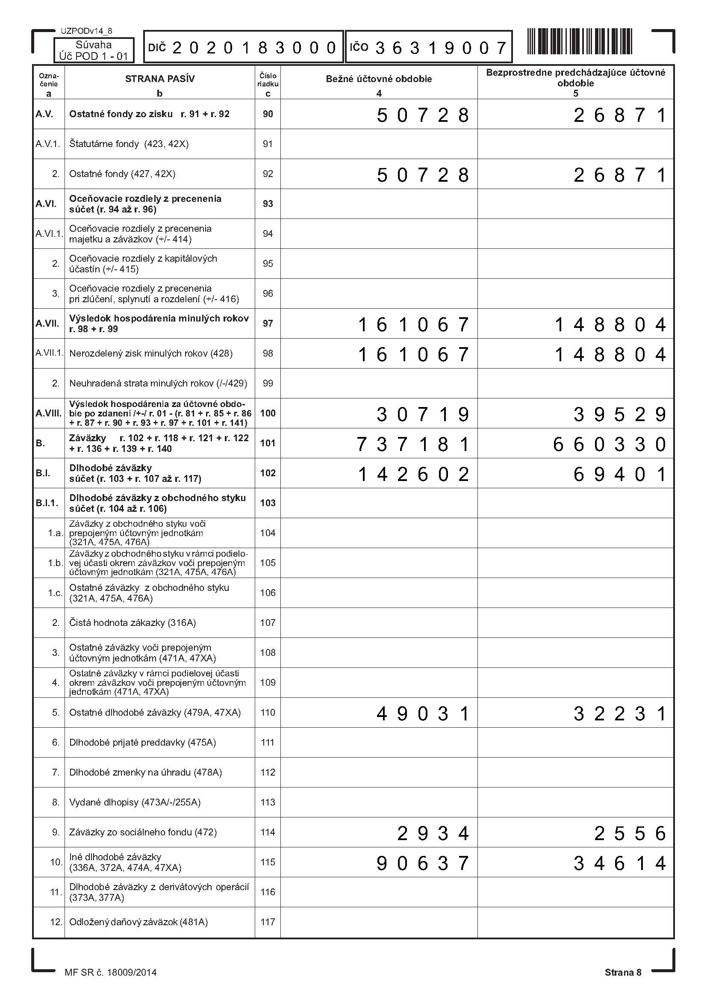 UZPODv14_8
Súvaha
Úč POD 1 - 01
DIČ 2020183000
IČO 36319007
Ozna-
čenie
a
STRANA PASÍV
b
Číslo
riadku
c
Bežné účtovné obdobie
4
Bezprostredne predchádzajúce účtovné
obdobie
5
A.V. Ostatné fondy zo zisku r. 91 + r. 92 90 50728 26871
A.V.1. Štatutárne fondy (423, 42X) 91
2. Ostatné fondy (427, 42X) 92 50728 26871
A.VI. Oceňovacie rozdiely z precenenia
súčet (r. 94 až r. 96) 93
A.VI.1. Oceňovacie rozdiely z precenenia
majetku a záväzkov (+/- 414) 94
2. Oceňovacie rozdiely z kapitálových
účastín (+/- 415) 95
3. Oceňovacie rozdiely z precenenia
pri zlúčení, splynutí a rozdelení (+/- 416) 96
A.VII. Výsledok hospodárenia minulých rokov
r. 98 + r. 99 97 161067 148804
A.VII.1. Nerozdelený zisk minulých rokov (428) 98 161067 148804
2. Neuhradená strata minulých rokov (/-/429) 99
A.VIII. Výsledok hospodárenia za účtovné obdo-
bie po zdanení /+-/ r. 01 - (r. 81 + r. 85 + r. 86
+ r. 87 + r. 90 + r. 93 + r. 97 + r. 101 + r. 141) 100 30719 39529
B. Záväzky r. 102 + r. 118 + r. 121 + r. 122
+ r. 136 + r. 139 + r. 140 101 737181 660330
B.I. Dlhodobé záväzky
súčet (r. 103 + r. 107 až r. 117) 102 142602 69401
B.I.1. Dlhodobé záväzky z obchodného styku
súčet (r. 104 až r. 106) 103
1.a. Záväzky z obchodného styku voči
prepojeným účtovným jednotkám
(321A, 475A, 476A) 104
1.b. Záväzky z obchodného styku v rámci podielo-
vej účasti okrem záväzkov voči prepojeným
účtovným jednotkám (321A, 475A, 476A) 105
1.c. Ostatné záväzky z obchodného styku
(321A, 475A, 476A) 106
2. Čistá hodnota zákazky (316A) 107
3. Ostatné záväzky voči prepojeným
účtovným jednotkám (471A, 47XA) 108
4. Ostatné záväzky v rámci podielovej účasti
okrem záväzkov voči prepojeným účtovným
jednotkám (471A, 47XA) 109
5. Ostatné dlhodobé záväzky (479A, 47XA) 110 49031 32231
6. Dlhodobé prijaté preddavky (475A) 111
7. Dlhodobé zmenky na úhradu (478A) 112
8. Vydané dlhopisy (473A/-/255A) 113
9. Záväzky zo sociálneho fondu (472) 114 2934 2556
10. Iné dlhodobé záväzky
(336A, 372A, 474A, 47XA) 115 90637 34614
11. Dlhodobé záväzky z derivátových operácií
(373A, 377A) 116
12. Odložený daňový záväzok (481A) 117
MF SR č. 18009/2014
Strana 8